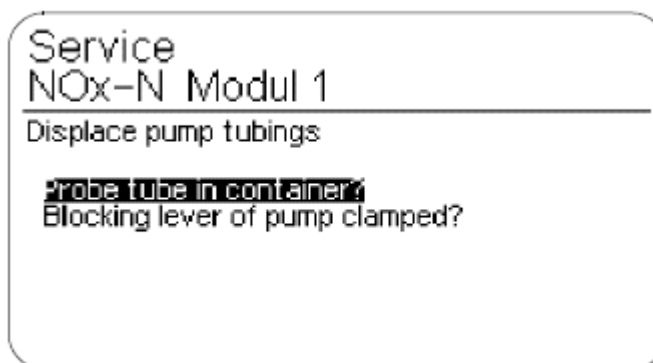 Service
NOx-N Modul 1
Displace pump tubings
Probe tube in container?
Blocking lever of pump clamped?